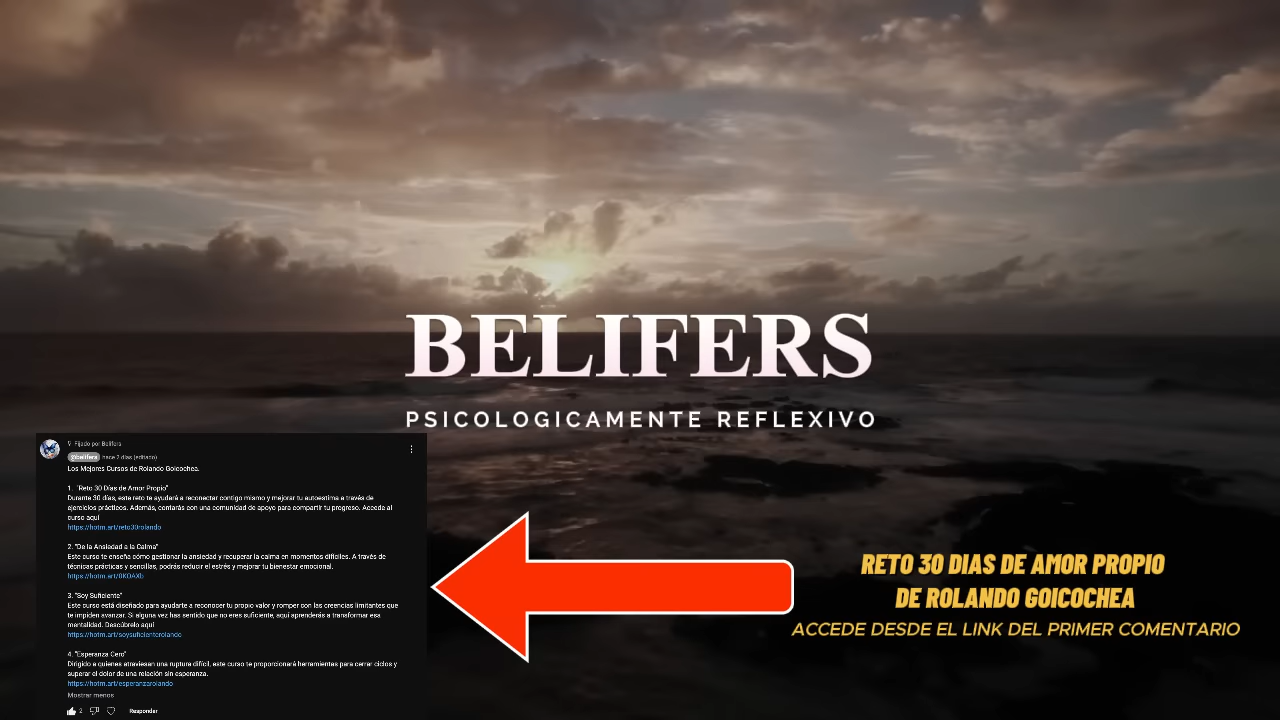 BELIFERS
PSICOLOGICAMENTE REFLEXIVO
Fijado por Belifers
@belifers hace 2 días (editado)
Los Mejores Cursos de Rolando Goicochea.
1. "Reto 30 Días de Amor Propio"
Durante 30 días, este reto te ayudará a reconectar contigo mismo y mejorar tu autoestima a través de
ejercicios prácticos. Además, contarás con una comunidad de apoyo para compartir tu progreso. Accede al
curso aquí
https://hotm.art/reto30rolando
2. "De la Ansiedad a la Calma"
Este curso te enseña cómo gestionar la ansiedad y recuperar la calma en momentos difíciles. A través de
técnicas prácticas y sencillas, podrás reducir el estrés y mejorar tu bienestar emocional.
https://hotm.art/0KOAXb
3. "Soy Suficiente"
Este curso está diseñado para ayudarte a reconocer tu propio valor y romper con las creencias limitantes que
te impiden avanzar. Si alguna vez has sentido que no eres suficiente, aquí aprenderás a transformar esa
mentalidad. Descúbrelo aquí
https://hotm.art/soysuficienterolando
4. "Esperanza Cero"
Dirigido a quienes atraviesan una ruptura difícil, este curso te proporcionará herramientas para cerrar ciclos y
superar el dolor de una relación sin esperanza.
https://hotm.art/esperanzarolando
Mostrar menos
2 Responder
RETO 30 DIAS DE AMOR PROPIO
DE ROLANDO GOICOCHEA
ACCEDE DESDE EL LINK DEL PRIMER COMENTARIO